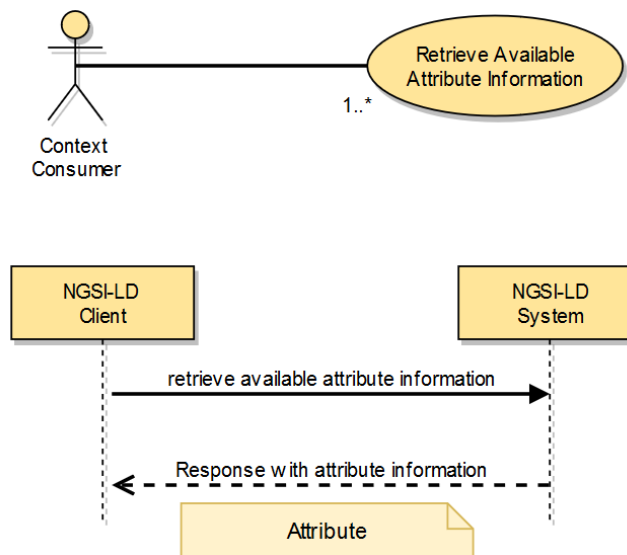 Retrieve Available
Attribute Information
1..*
Context
Consumer
NGSI-LD
Client
NGSI-LD
System
retrieve available attribute information
Response with attribute information
Attribute